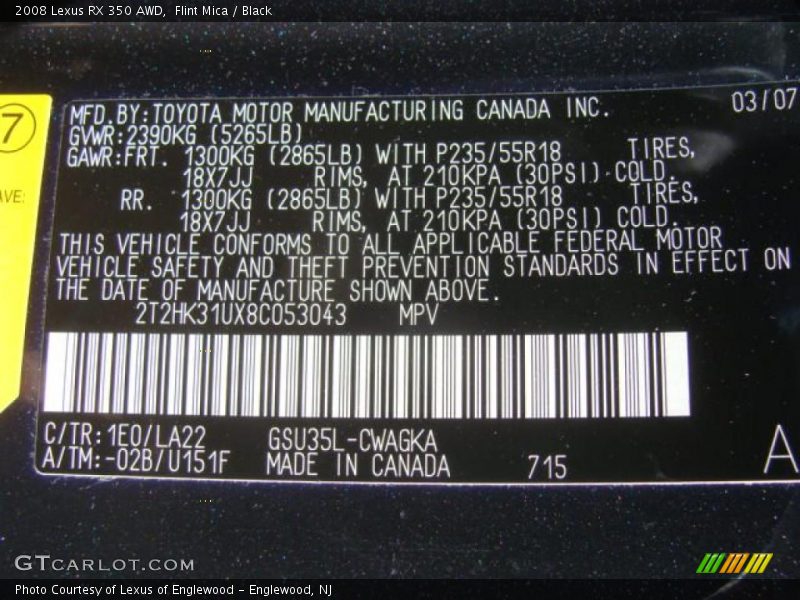 2008 Lexus RX 350 AWD, Flint Mica / Black
7
AVE:
MFD.BY:TOYOTA MOTOR MANUFACTURING CANADA INC. 03/07
GVWR:2390KG (5265LB)
GAWR:FRT. 1300KG (2865LB) WITH P235/55R18 TIRES,
18X7JJ RIMS, AT 210KPA (30PSI) COLD.
RR. 1300KG (2865LB) WITH P235/55R18 TIRES,
18X7JJ RIMS, AT 210KPA (30PSI) COLD.
THIS VEHICLE CONFORMS TO ALL APPLICABLE FEDERAL MOTOR
VEHICLE SAFETY AND THEFT PREVENTION STANDARDS IN EFFECT ON
THE DATE OF MANUFACTURE SHOWN ABOVE.
2T2HK31UX8C053043 MPV
C/TR:1E0/LA22 GSU35L-CWAGKA
A/TM:-02B/U151F MADE IN CANADA 715 A
GTCARLOT.COM
Photo Courtesy of Lexus of Englewood - Englewood, NJ